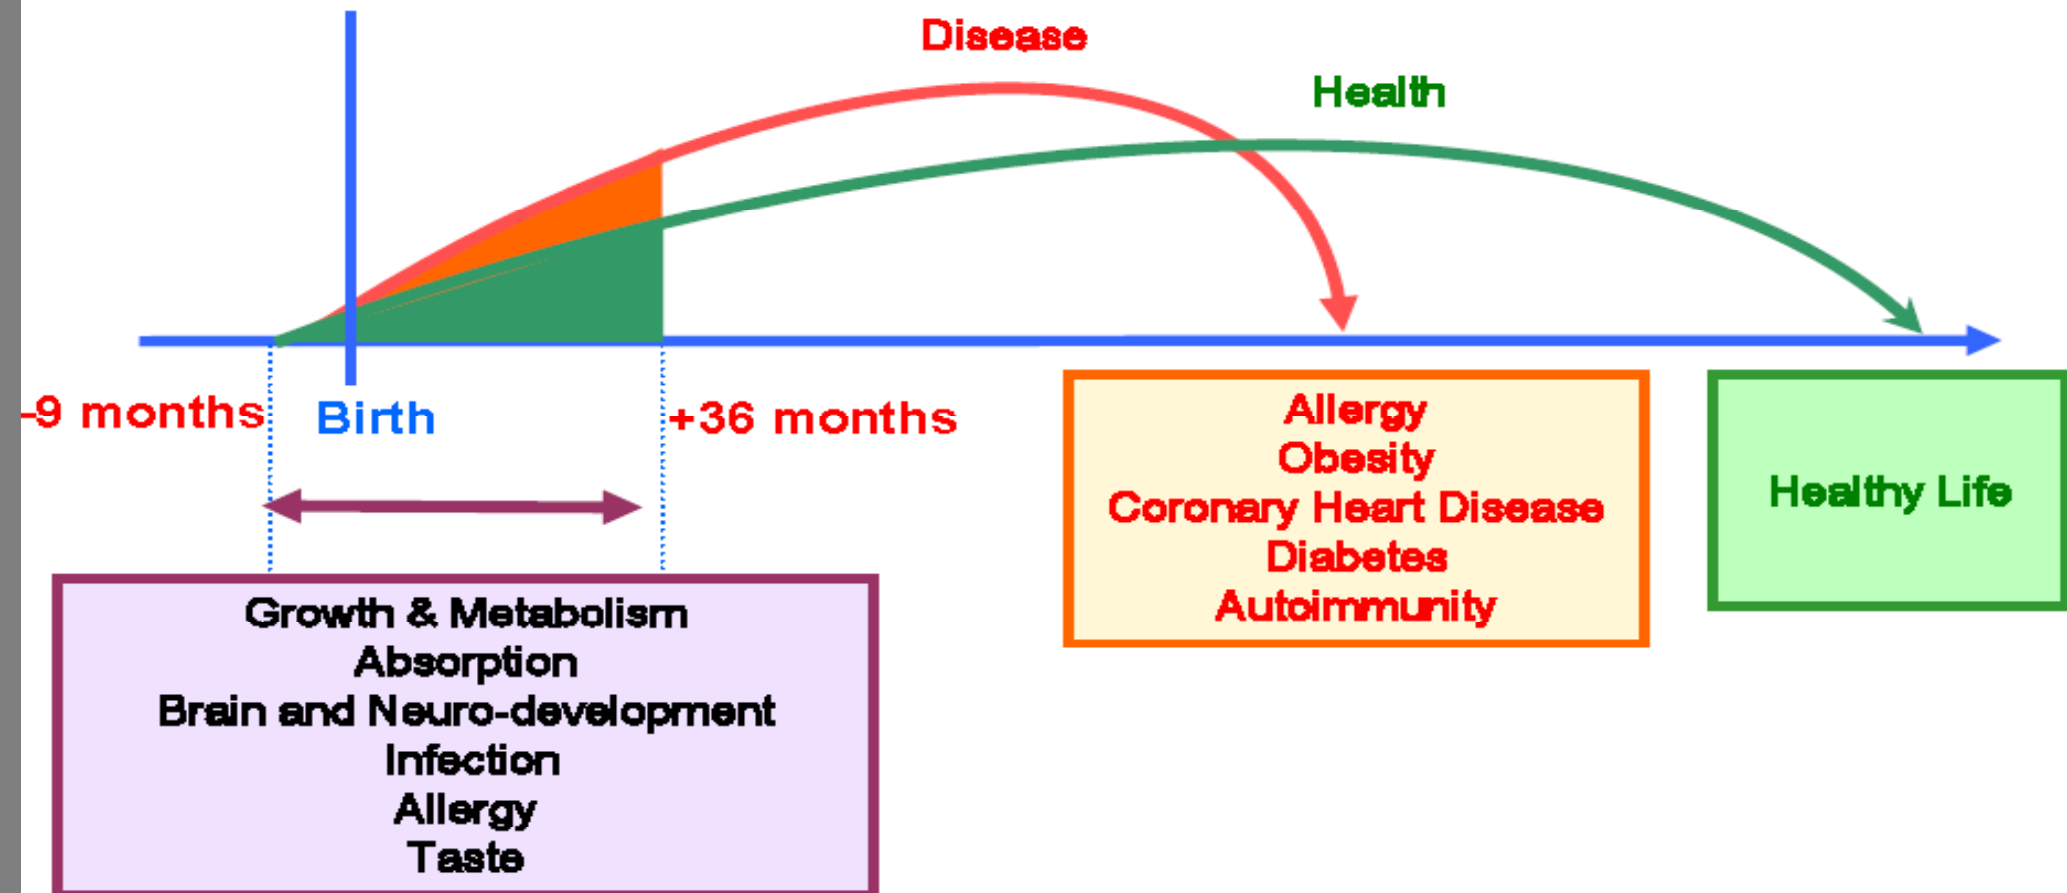 Disease
Health
-9 months
Birth
+36 months
Allergy
Obesity
Coronary Heart Disease
Diabetes
Autoimmunity
Healthy Life
Growth & Metabolism
Absorption
Brain and Neuro-development
Infection
Allergy
Taste